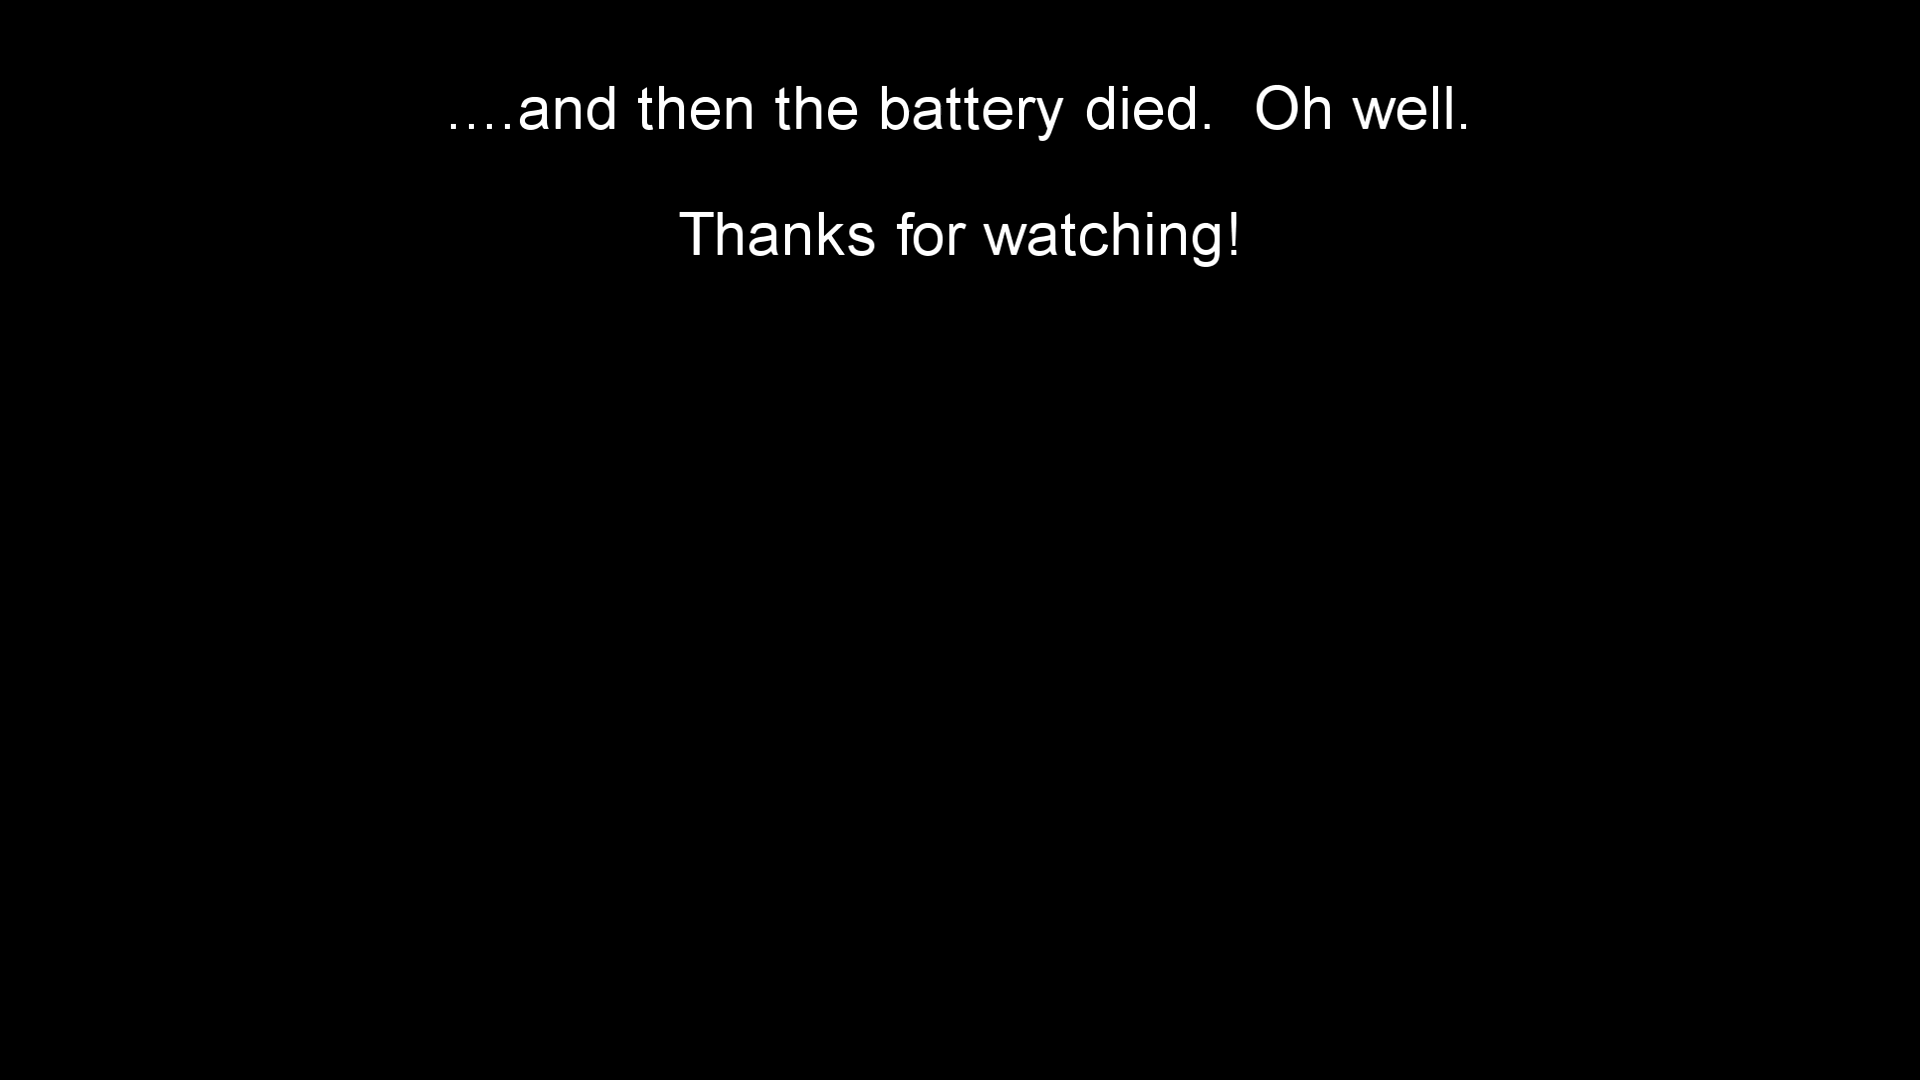 ....and then the battery died.  Oh well.
Thanks for watching!